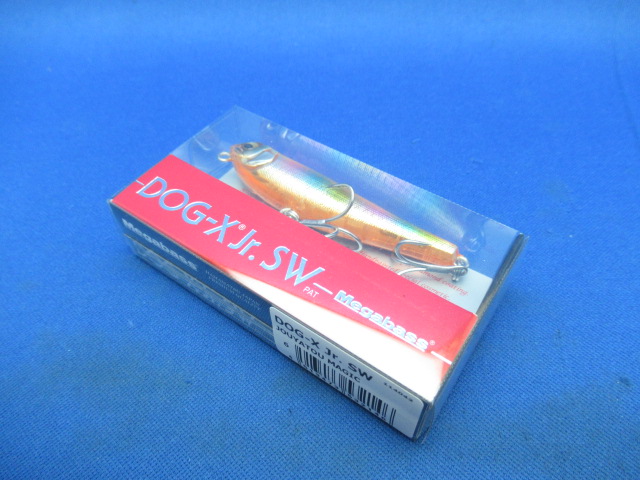 DOG-X® Jr. SW
PAT
Megabass®
Megabass
DOG-X Jr. SW
JOUYATOU MAGIC